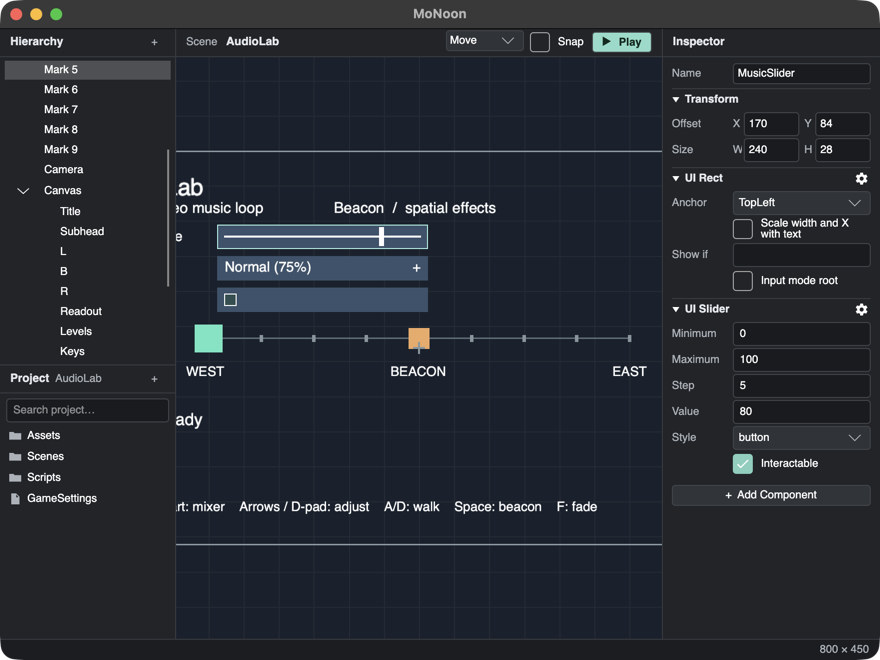 MoNoon
Hierarchy +
Mark 5
Mark 6
Mark 7
Mark 8
Mark 9
Camera
Canvas
Title
Subhead
L
B
R
Readout
Levels
Keys
Project AudioLab +
Search project…
Assets
Scenes
Scripts
GameSettings
Scene AudioLab Move Snap Play
ab
eo music loop Beacon / spatial effects
e
Normal (75%) +
WEST BEACON EAST
ady
rt: mixer Arrows / D-pad: adjust A/D: walk Space: beacon F: fade
Inspector
Name MusicSlider
Transform
Offset X 170 Y 84
Size W 240 H 28
UI Rect
Anchor TopLeft
Scale width and X
with text
Show if
Input mode root
UI Slider
Minimum 0
Maximum 100
Step 5
Value 80
Style button
Interactable
+ Add Component
800 × 450